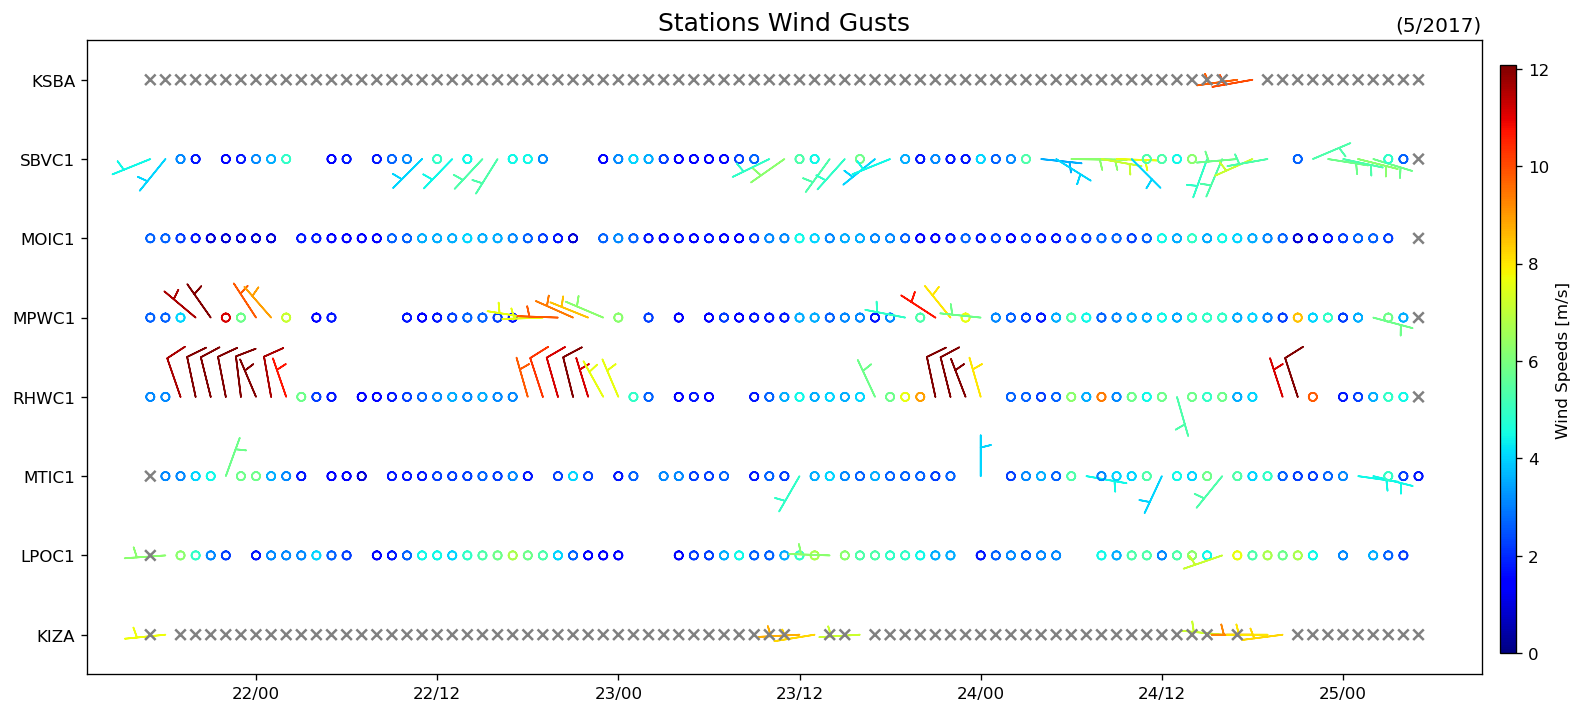 Stations Wind Gusts
(5/2017)
KSBA
SBVC1
MOIC1
MPWC1
RHWC1
MTIC1
LPOC1
KIZA
22/00
22/12
23/00
23/12
24/00
24/12
25/00
12
10
8
6
4
2
0
Wind Speeds [m/s]